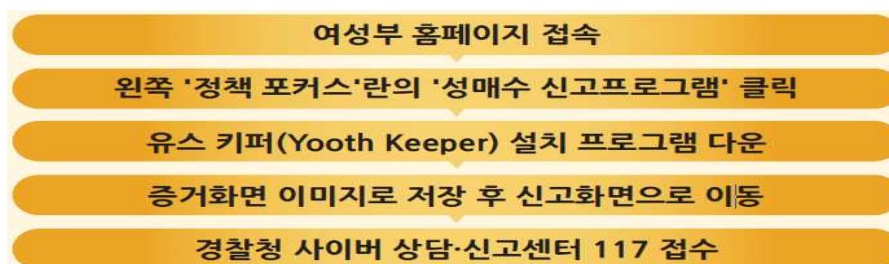 여성부 홈페이지 접속
왼쪽 '정책 포커스'란의 '성매수 신고프로그램' 클릭
유스 키퍼(Yooth Keeper) 설치 프로그램 다운
증거화면 이미지로 저장 후 신고화면으로 이동
경찰청 사이버 상담·신고센터 117 접수